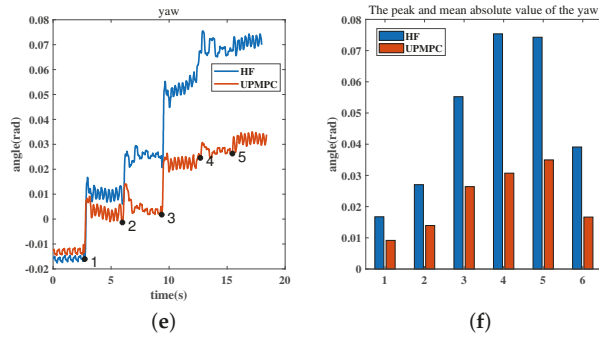 yaw
0.08
0.07
0.06
0.05
0.04
0.03
0.02
0.01
0
-0.01
-0.02
angle(rad)
HF
UPMPC
1
2
3
4
5
0 5 10 15 20
time(s)
(e)
The peak and mean absolute value of the yaw
0.08
0.07
0.06
0.05
0.04
0.03
0.02
0.01
0
angle(rad)
HF
UPMPC
1 2 3 4 5 6
(f)